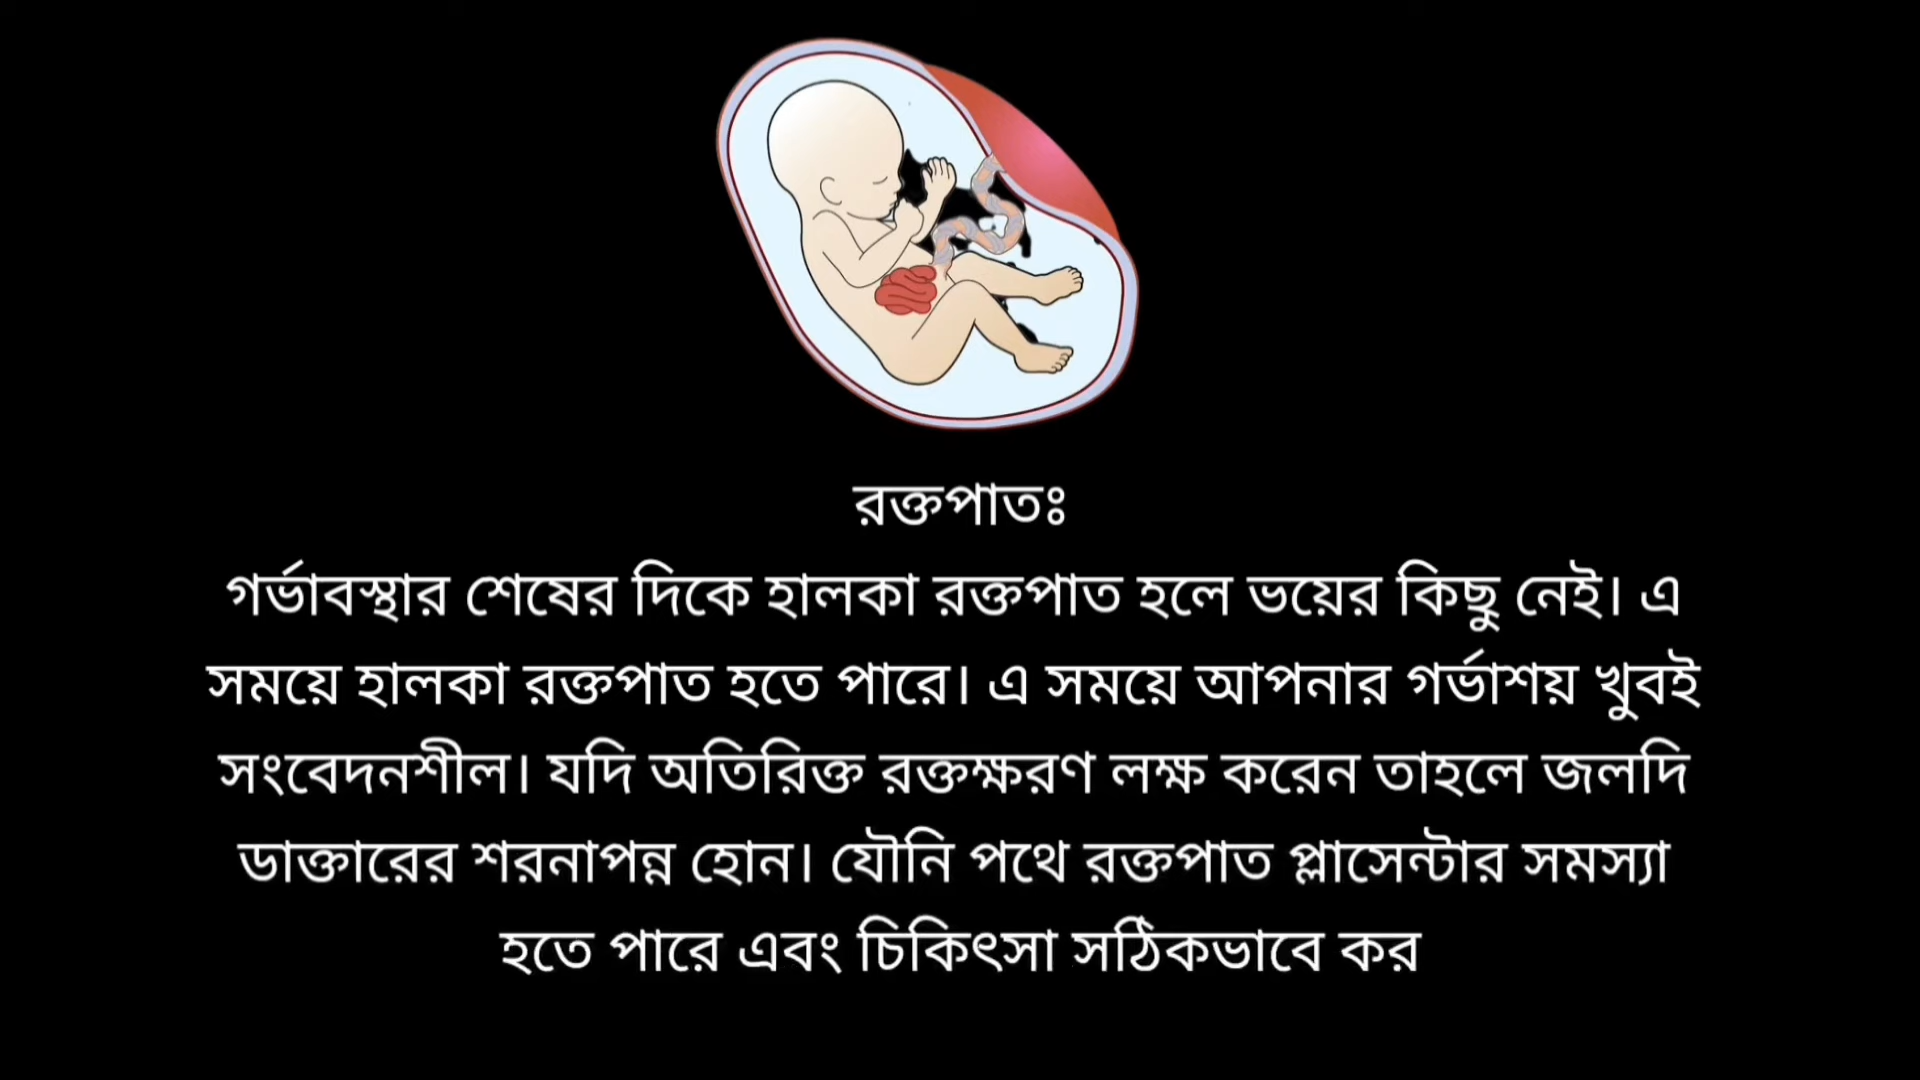 রক্তপাতঃ
গর্ভাবস্থার শেষের দিকে হালকা রক্তপাত হলে ভয়ের কিছু নেই। এ
সময়ে হালকা রক্তপাত হতে পারে। এ সময়ে আপনার গর্ভাশয় খুবই
সংবেদনশীল। যদি অতিরিক্ত রক্তক্ষরণ লক্ষ করেন তাহলে জলদি
ডাক্তারের শরনাপন্ন হোন। যৌনি পথে রক্তপাত প্লাসেন্টার সমস্যা
হতে পারে এবং চিকিৎসা সঠিকভাবে কর